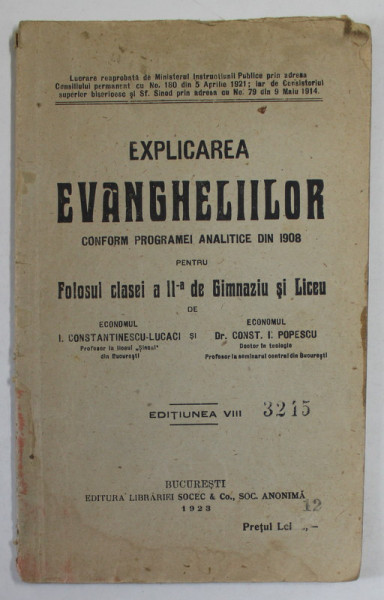 Lucrare reaprobată de Ministerul Instrucțiunii Publice prin adresa
Consiliului permanent cu No. 180 din 5 Aprilie 1921; iar de Consistoriul
superior bisericesc și Sf. Sinod prin adresa cu No. 79 din 9 Maiu 1914.
EXPLICAREA
EVANGHELIILOR
CONFORM PROGRAMEI ANALITICE DIN 1908
PENTRU
Folosul clasei a II-a de Gimnaziu și Liceu
DE
ECONOMUL ECONOMUL
I. CONSTANTINESCU-LUCACI ȘI Dr. CONST. I. POPESCU
Profesor la liceul „Șincai” Doctor în teologie
din București Profesor la seminarul central din București
EDIȚIUNEA VIII 3245
BUCUREȘTI
EDITURA LIBRĂRIEI SOCEC & Co., SOC. ANONIMĂ
1923
12
Prețul Lei „,–